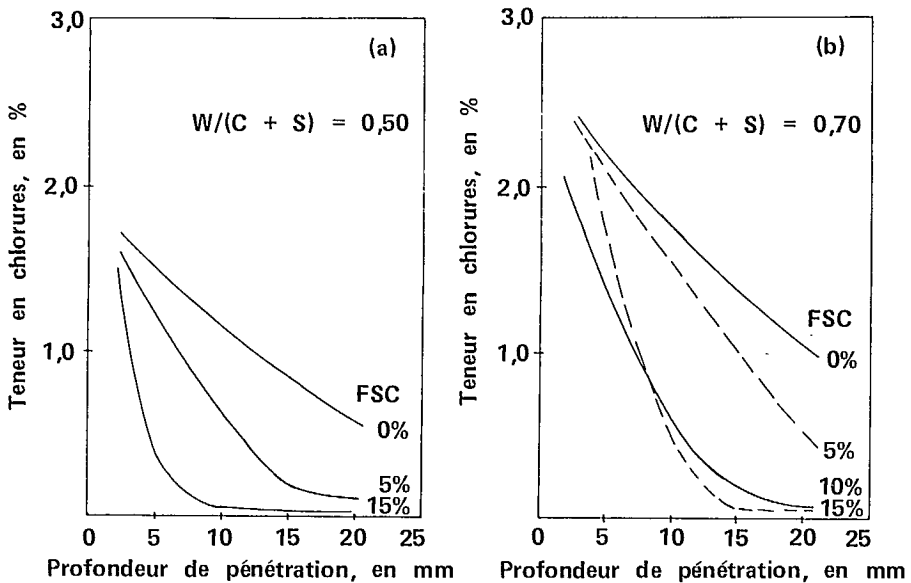 3,0
(a)
W/(C + S) = 0,50
2,0
1,0
FSC
0%
5%
15%
0 5 10 15 20 25
Teneur en chlorures, en %
Profondeur de pénétration, en mm
3,0
(b)
W/(C + S) = 0,70
2,0
1,0
FSC
0%
5%
10%
15%
0 5 10 15 20 25
Teneur en chlorures, en %
Profondeur de pénétration, en mm